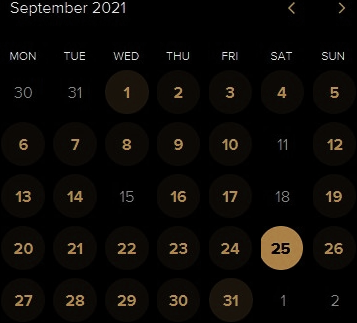 September 2021
MON TUE WED THU FRI SAT SUN
30 31 1 2 3 4 5
6 7 8 9 10 11 12
13 14 15 16 17 18 19
20 21 22 23 24 25 26
27 28 29 30 31 1 2